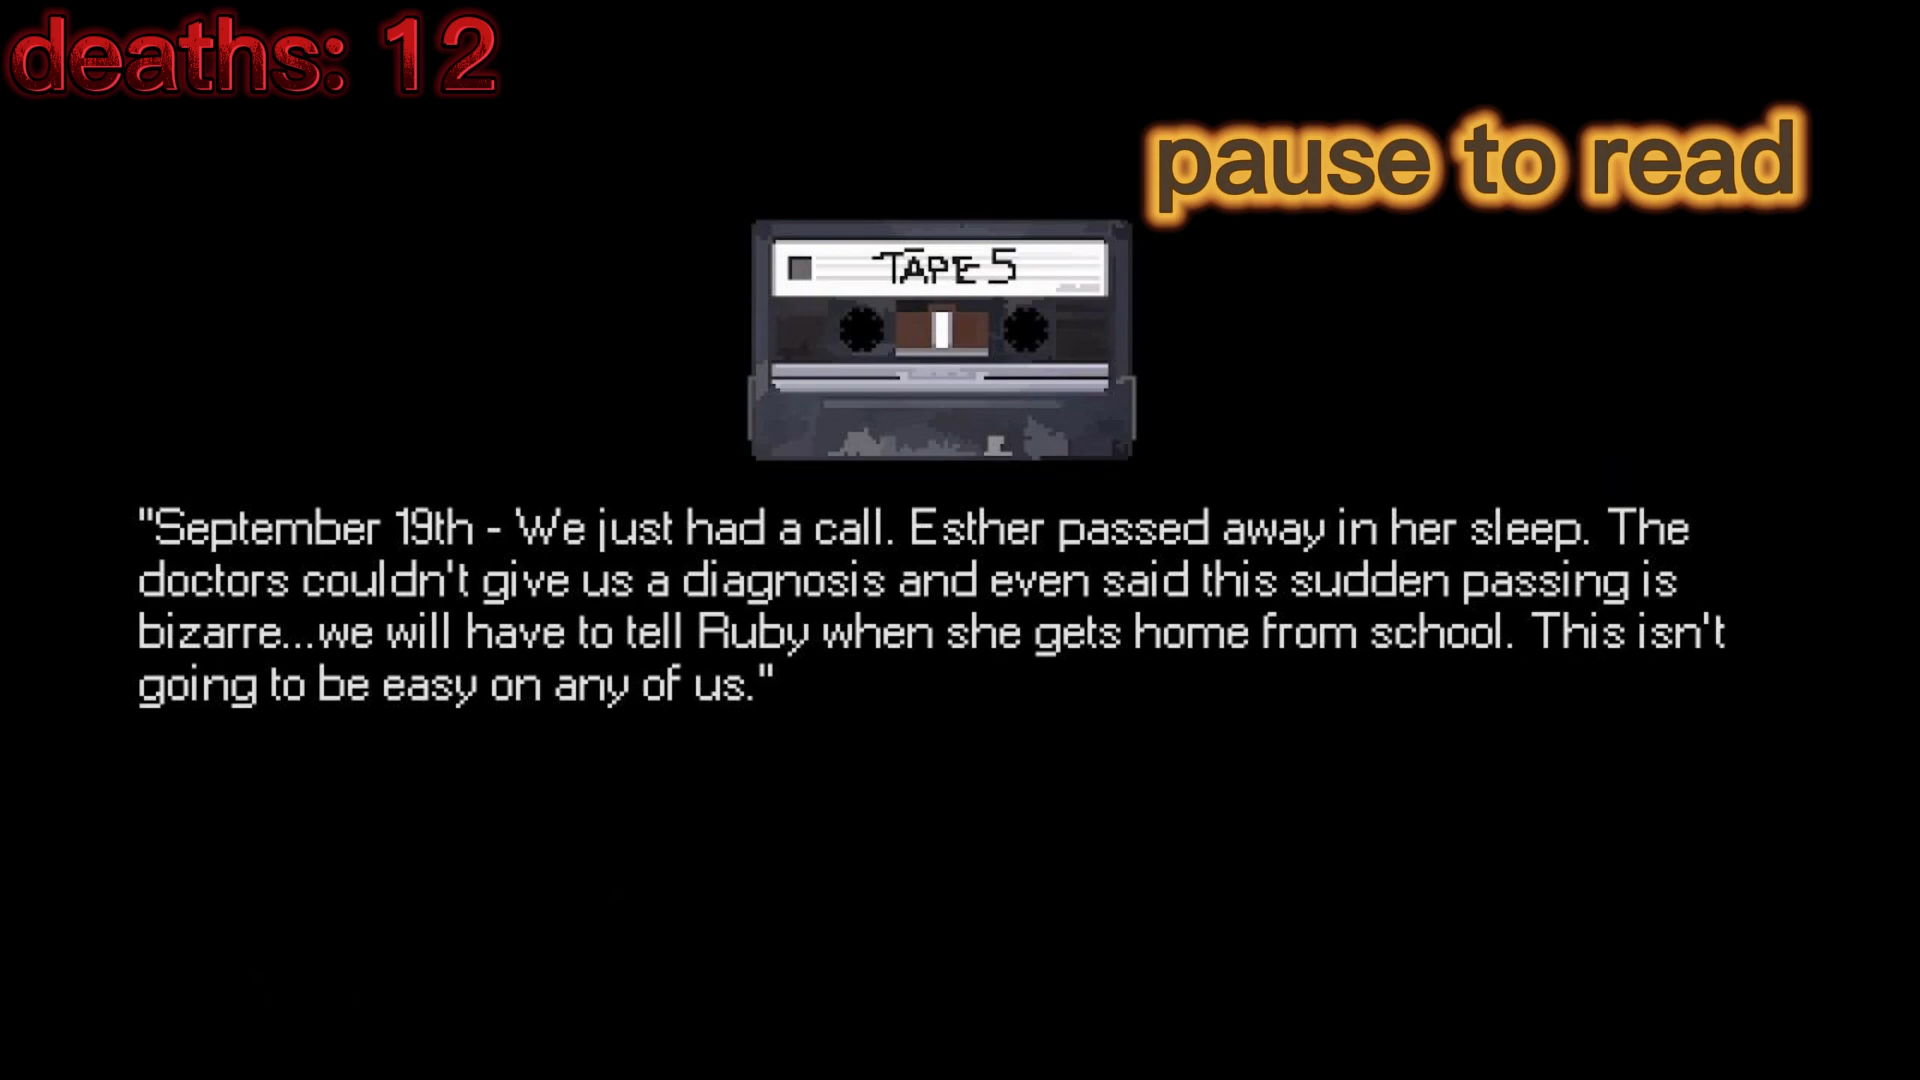 deaths: 12
pause to read
TAPE 5
"September 19th - We just had a call. Esther passed away in her sleep. The
doctors couldn't give us a diagnosis and even said this sudden passing is
bizarre...we will have to tell Ruby when she gets home from school. This isn't
going to be easy on any of us."